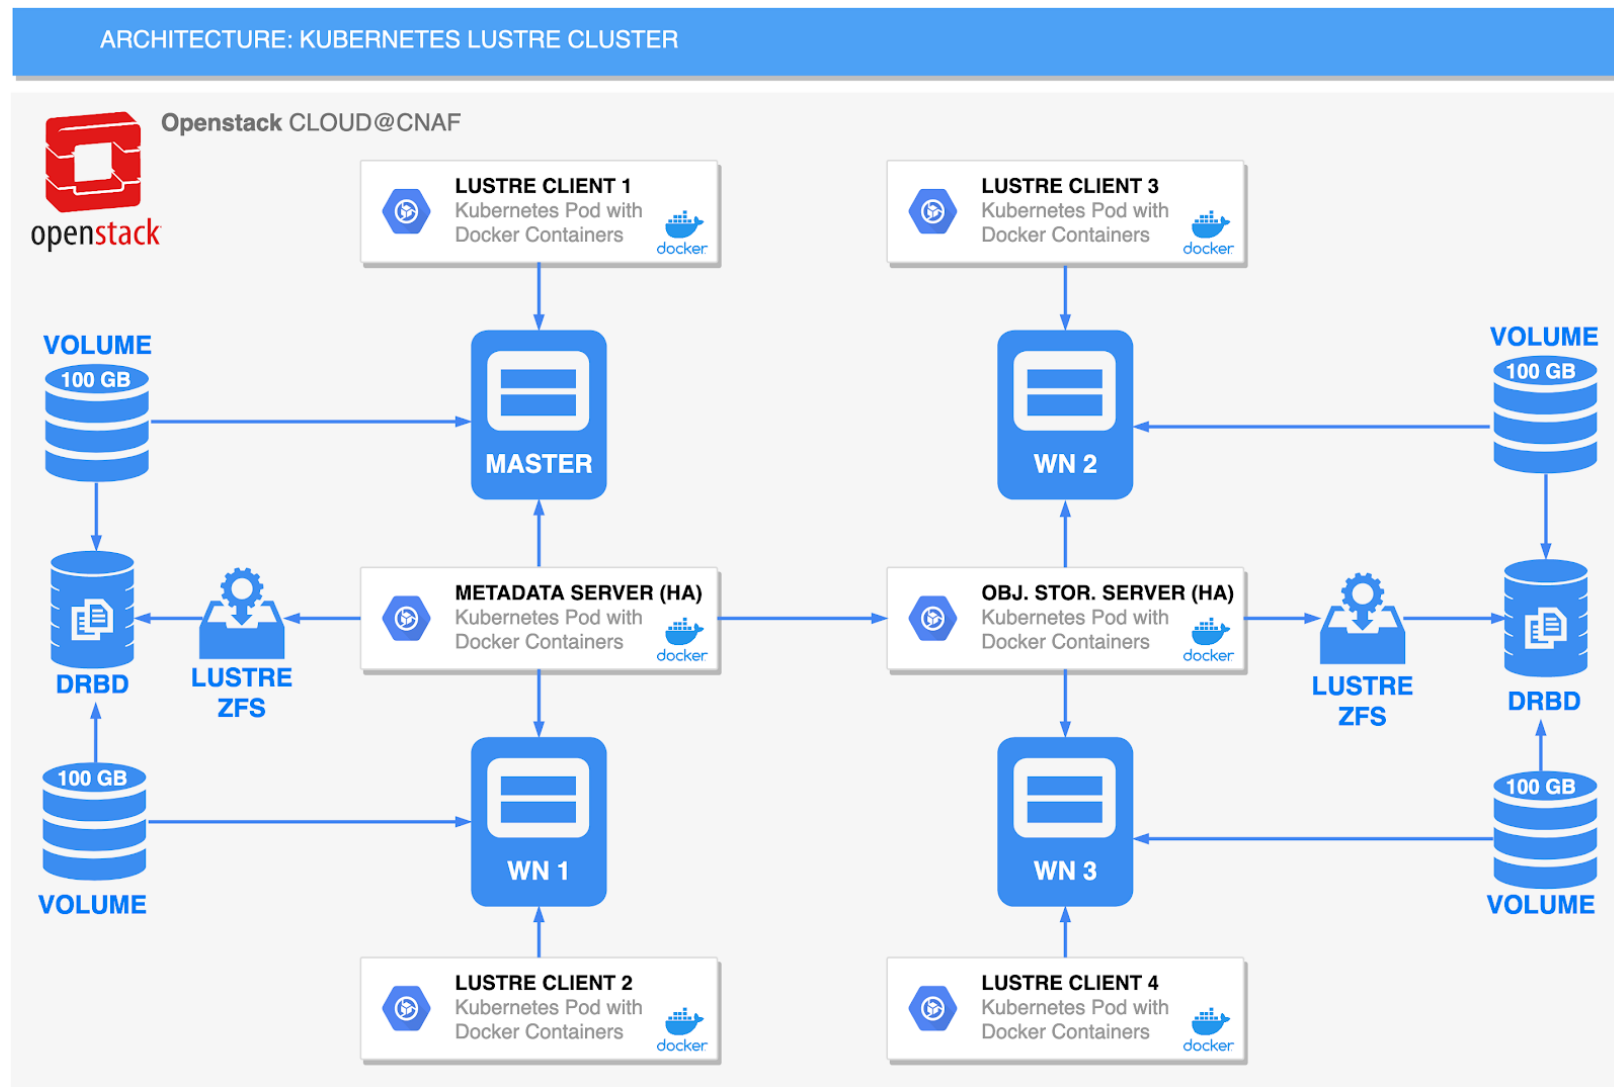 ARCHITECTURE: KUBERNETES LUSTRE CLUSTER
Openstack CLOUD@CNAF
openstack
LUSTRE CLIENT 1
Kubernetes Pod with
Docker Containers
docker
LUSTRE CLIENT 3
Kubernetes Pod with
Docker Containers
docker
VOLUME
100 GB
MASTER
WN 2
VOLUME
100 GB
DRBD
LUSTRE
ZFS
METADATA SERVER (HA)
Kubernetes Pod with
Docker Containers
docker
OBJ. STOR. SERVER (HA)
Kubernetes Pod with
Docker Containers
docker
LUSTRE
ZFS
DRBD
100 GB
VOLUME
WN 1
WN 3
100 GB
VOLUME
LUSTRE CLIENT 2
Kubernetes Pod with
Docker Containers
docker
LUSTRE CLIENT 4
Kubernetes Pod with
Docker Containers
docker